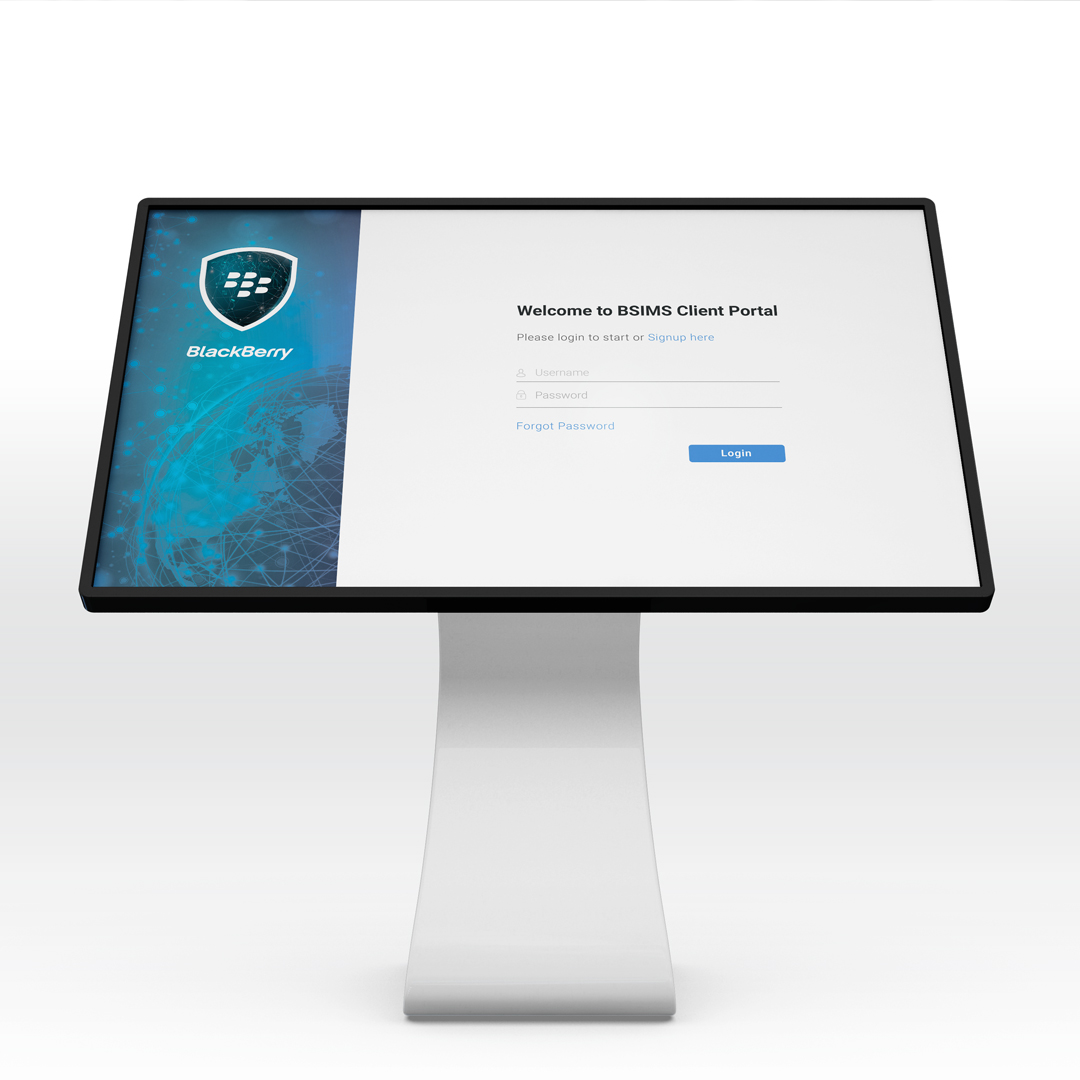 BlackBerry
Welcome to BSIMS Client Portal
Please login to start or Signup here
Username
Password
Forgot Password
Login